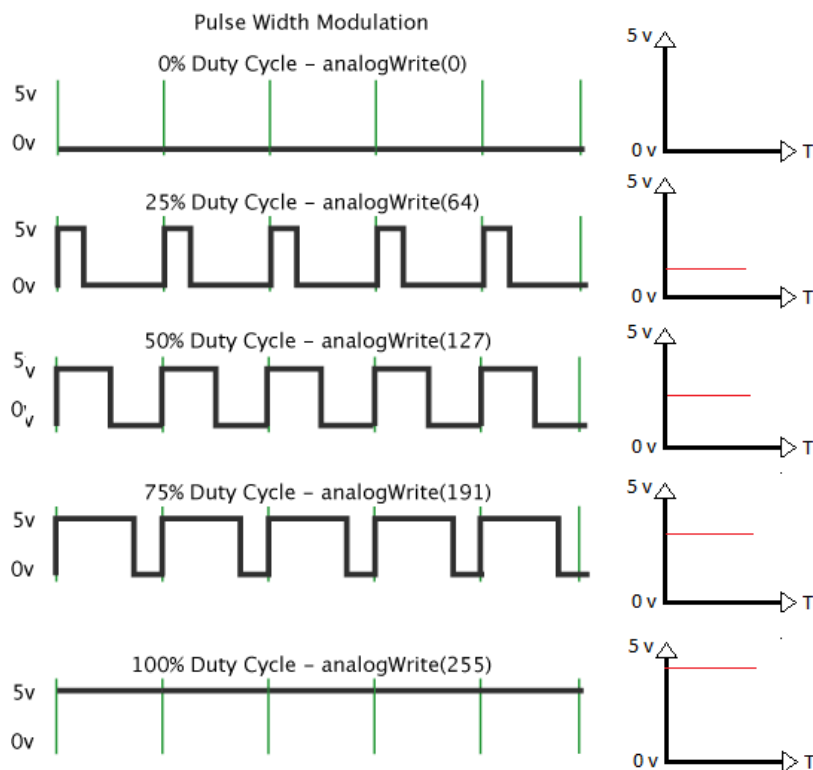 Pulse Width Modulation
0% Duty Cycle – analogWrite(0)
5v
0v
5 v
0 v
T
25% Duty Cycle – analogWrite(64)
5v
0v
5 v
0 v
T
50% Duty Cycle – analogWrite(127)
5v
0v
v
5 v
0 v
T
75% Duty Cycle – analogWrite(191)
5v
0v
5 v
0 v
T
100% Duty Cycle – analogWrite(255)
5v
0v
5 v
0 v
T